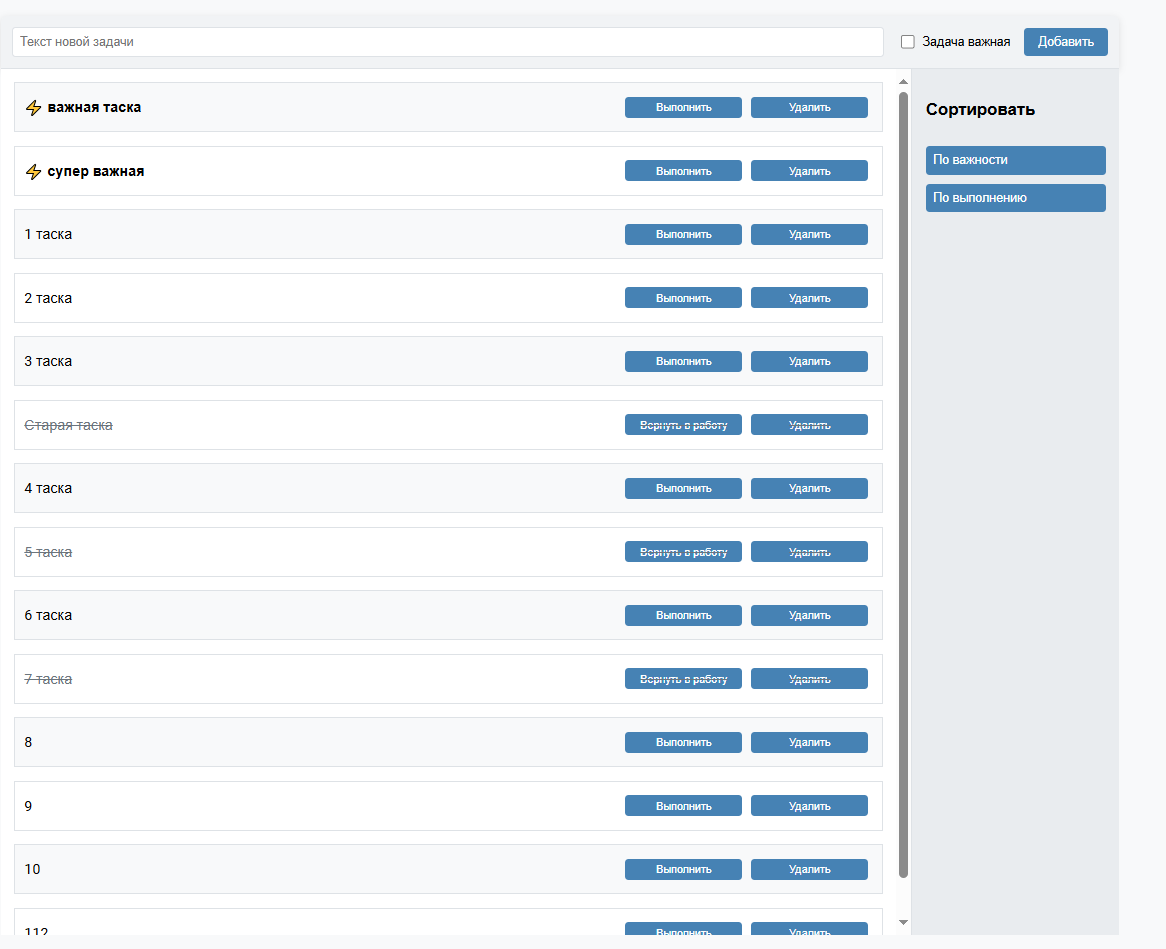 Текст новой задачи
Задача важная
Добавить
важная таска Выполнить Удалить
супер важная Выполнить Удалить
1 таска Выполнить Удалить
2 таска Выполнить Удалить
3 таска Выполнить Удалить
Старая таска Вернуть в работу Удалить
4 таска Выполнить Удалить
5 таска Вернуть в работу Удалить
6 таска Выполнить Удалить
7 таска Вернуть в работу Удалить
8 Выполнить Удалить
9 Выполнить Удалить
10 Выполнить Удалить
112 Выполнить Удалить
Сортировать
По важности
По выполнению